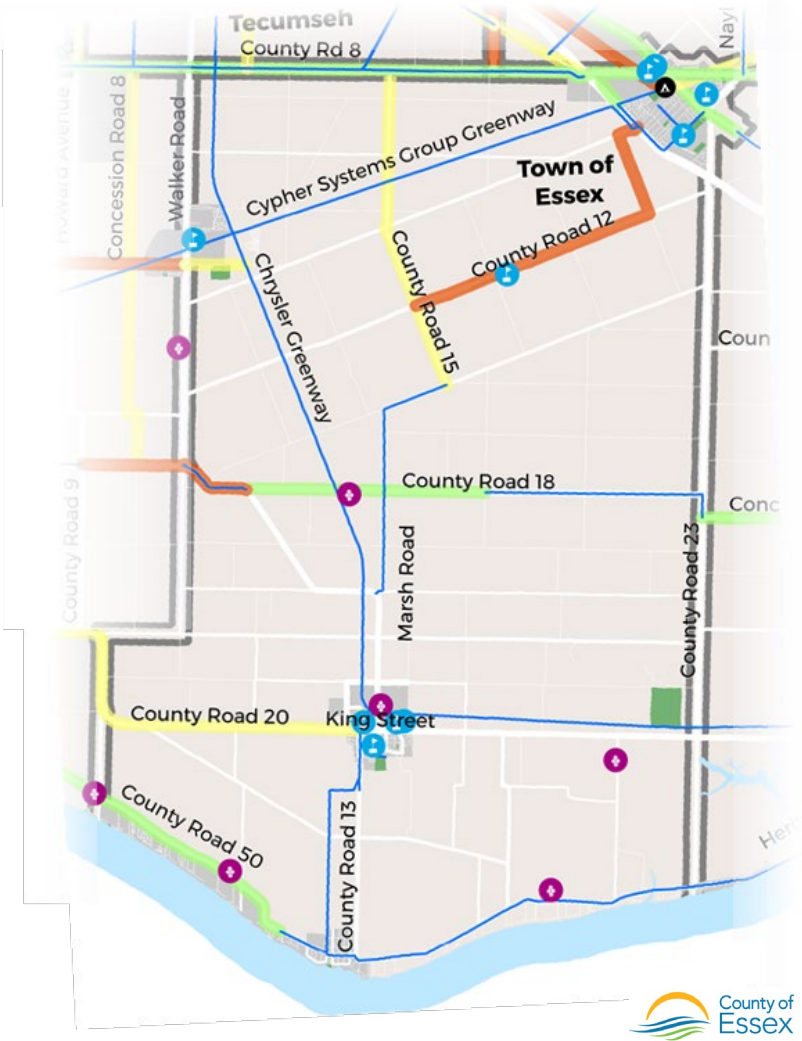 Tecumseh
County Rd 8
Nayl
Howard Avenue
Concession Road 8
Walker Road
Cypher Systems Group Greenway
Town of
Essex
County Road 12
County Road 15
Chrysler Greenway
Coun
County Road 18
Conc
County Road 9
Marsh Road
County Road 23
County Road 20
King Street
County Road 50
County Road 13
Her
County of
Essex